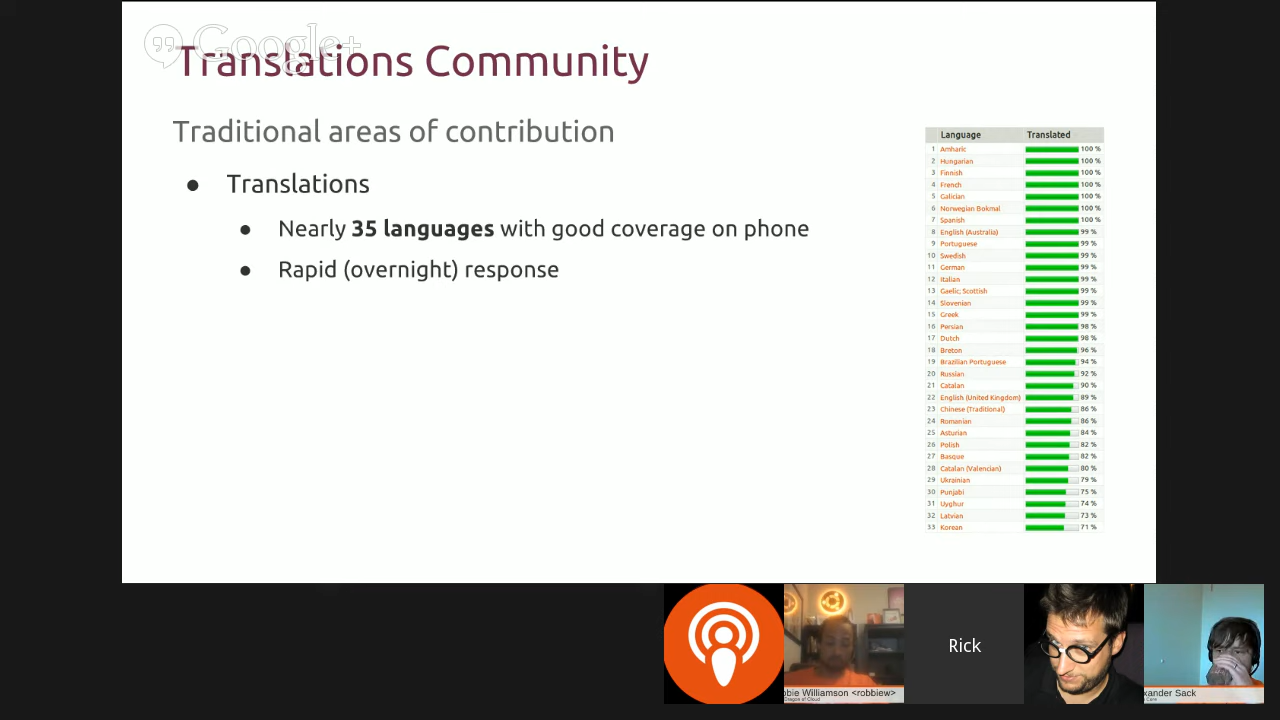 Google+
Translations Community
Traditional areas of contribution
● Translations
● Nearly 35 languages with good coverage on phone
● Rapid (overnight) response
Language Translated
1 Amharic 100 %
2 Hungarian 100 %
3 Finnish 100 %
4 French 100 %
5 Galician 100 %
6 Norwegian Bokmal 100 %
7 Spanish 100 %
8 English (Australia) 99 %
9 Portuguese 99 %
10 Swedish 99 %
11 German 99 %
12 Italian 99 %
13 Gaelic; Scottish 99 %
14 Slovenian 99 %
15 Greek 99 %
16 Persian 98 %
17 Dutch 98 %
18 Breton 96 %
19 Brazilian Portuguese 94 %
20 Russian 92 %
21 Catalan 90 %
22 English (United Kingdom) 89 %
23 Chinese (Traditional) 86 %
24 Romanian 86 %
25 Asturian 84 %
26 Polish 82 %
27 Basque 82 %
28 Catalan (Valencian) 80 %
29 Ukrainian 79 %
30 Punjabi 75 %
31 Uyghur 74 %
32 Latvian 73 %
33 Korean 71 %
Rick
bie Williamson <robbiew>
xander Sack